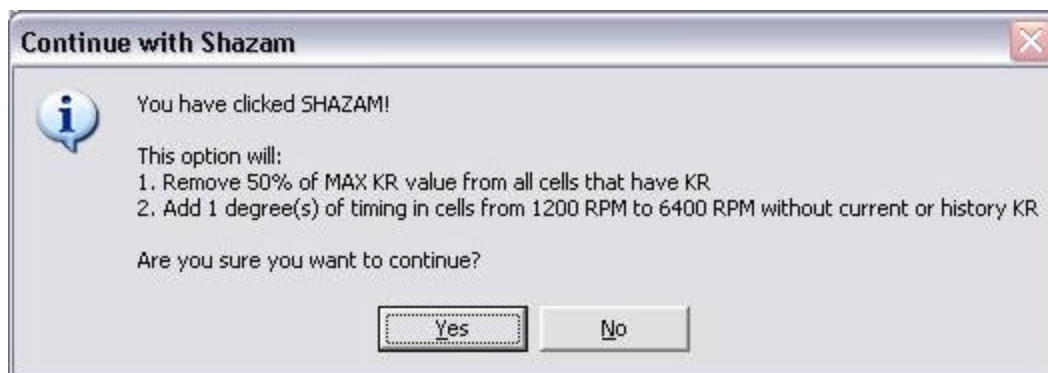 Continue with Shazam
You have clicked SHAZAM!
This option will:
1. Remove 50% of MAX KR value from all cells that have KR
2. Add 1 degree(s) of timing in cells from 1200 RPM to 6400 RPM without current or history KR
Are you sure you want to continue?
Yes
No